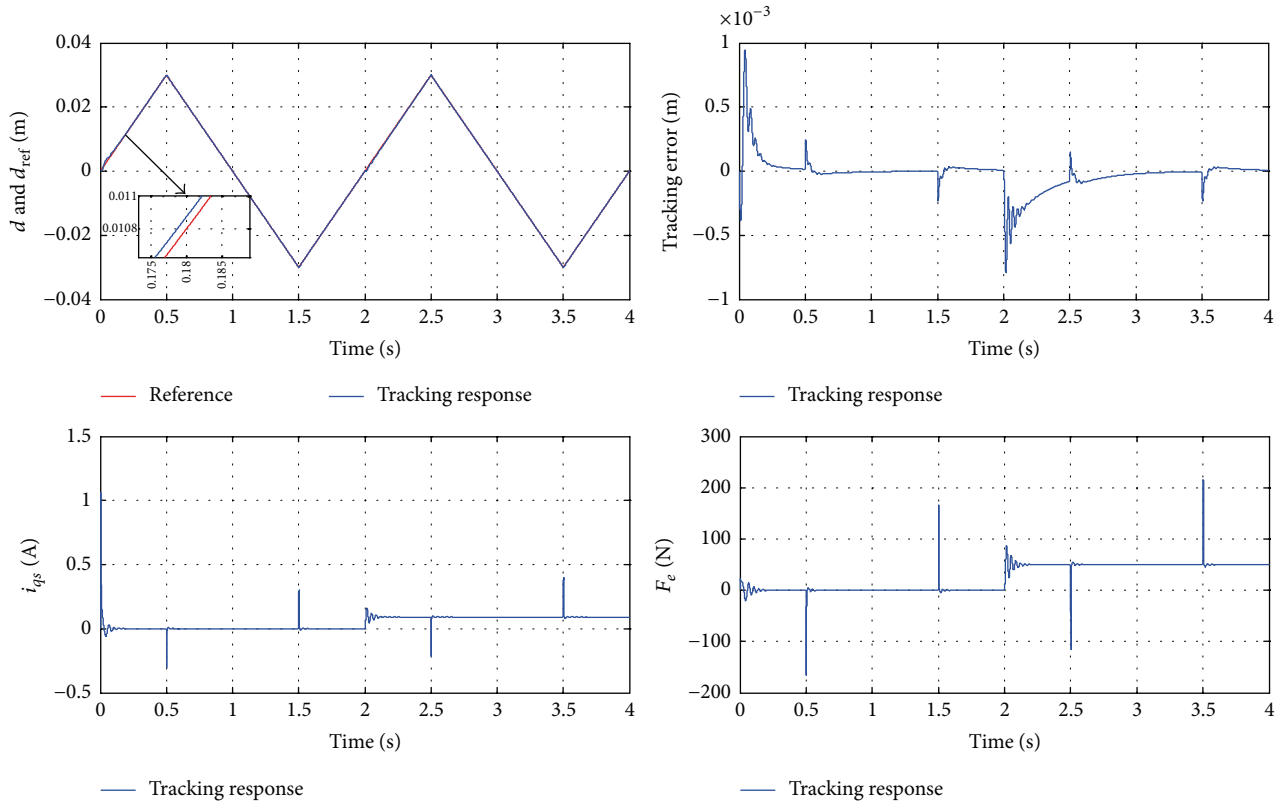 0.04
0.02
0
−0.02
−0.04
d and d_ref (m)
0.011
0.0108
0.175
0.18
0.185
0 0.5 1 1.5 2 2.5 3 3.5 4
Time (s)
Reference
Tracking response
×10⁻³
1
0.5
0
−0.5
−1
Tracking error (m)
0 0.5 1 1.5 2 2.5 3 3.5 4
Time (s)
Tracking response
1.5
1
0.5
0
−0.5
i_qs (A)
0 0.5 1 1.5 2 2.5 3 3.5 4
Time (s)
Tracking response
300
200
100
0
−100
−200
F_e (N)
0 0.5 1 1.5 2 2.5 3 3.5 4
Time (s)
Tracking response